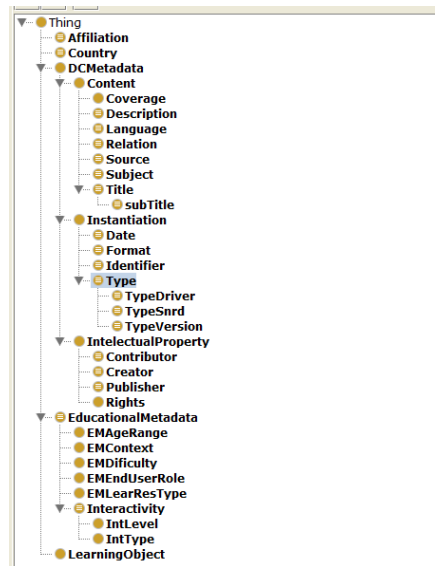 Thing
Affiliation
Country
DCMetadata
Content
Coverage
Description
Language
Relation
Source
Subject
Title
subTitle
Instantiation
Date
Format
Identifier
Type
TypeDriver
TypeSnrd
TypeVersion
IntelectualProperty
Contributor
Creator
Publisher
Rights
EducationalMetadata
EMAgeRange
EMContext
EMDificulty
EMEndUserRole
EMLearResType
Interactivity
IntLevel
IntType
LearningObject